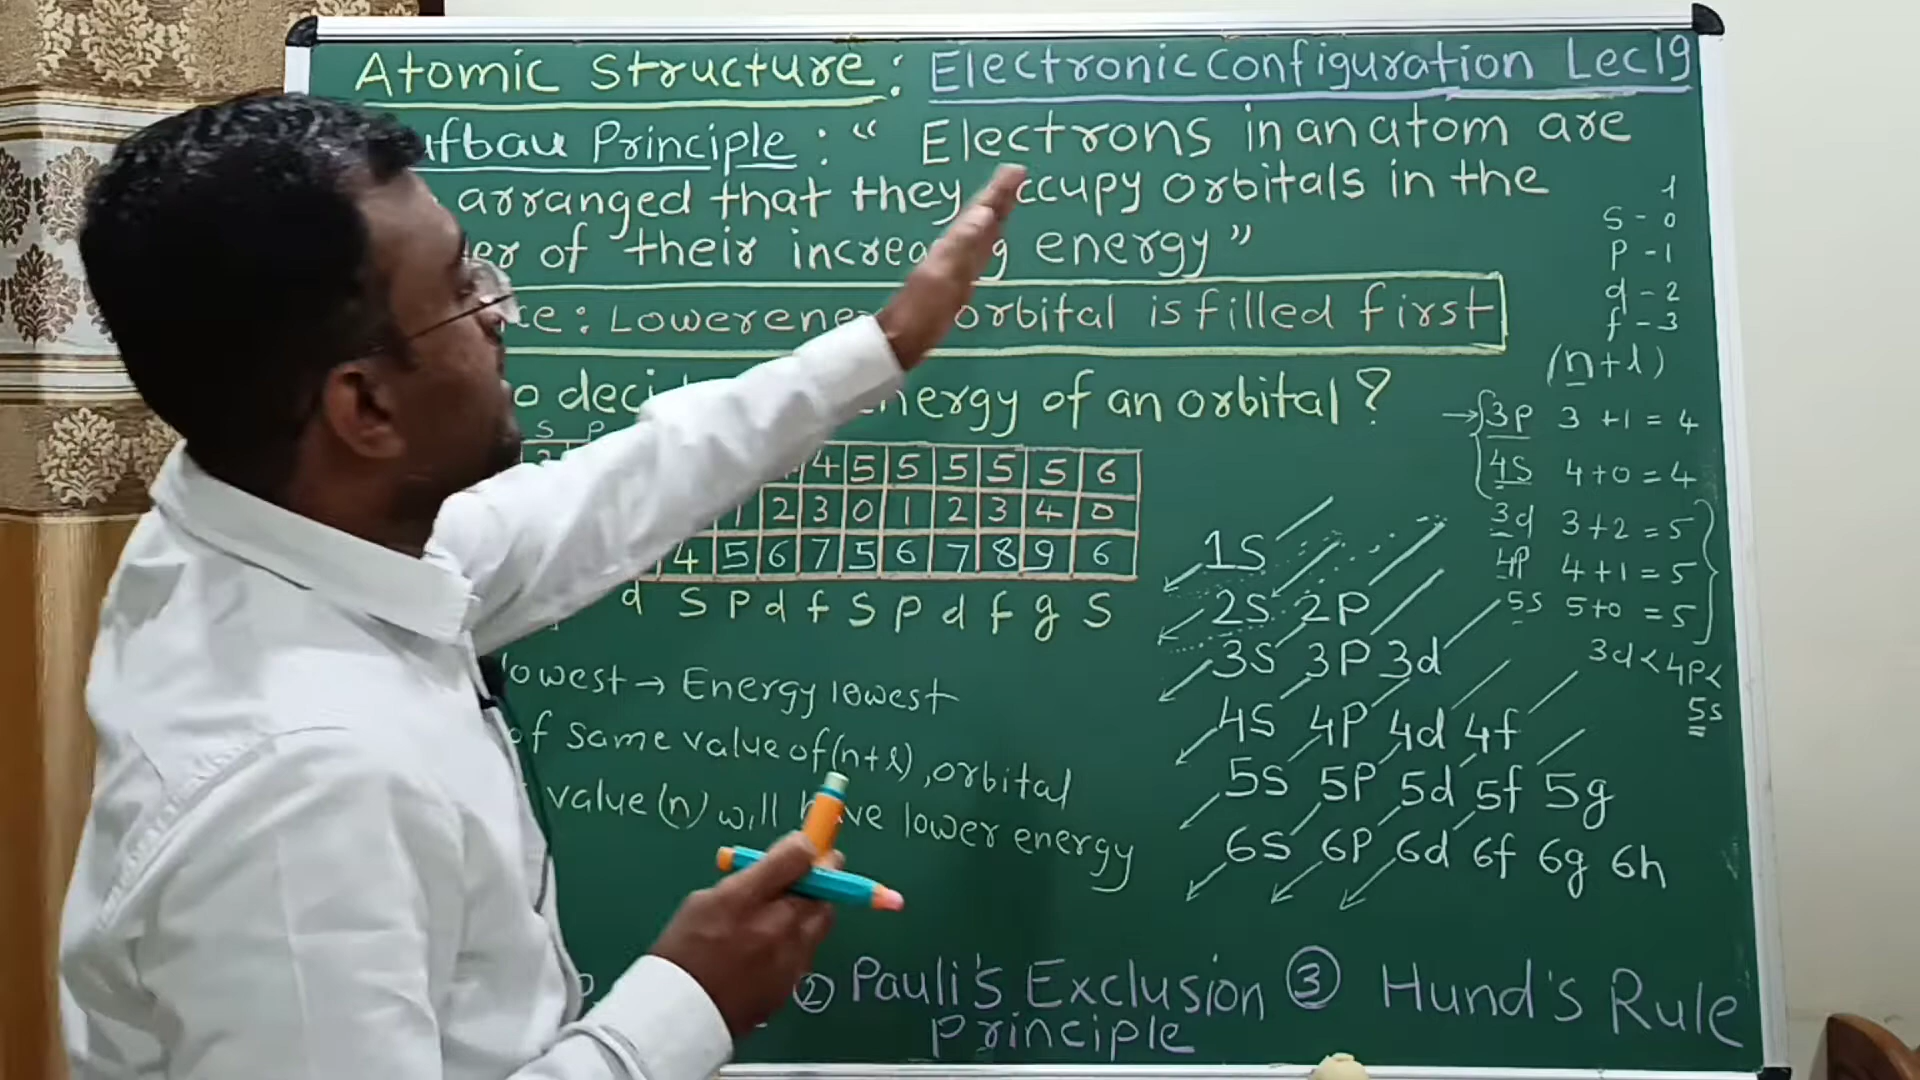 Atomic Structure: Electronic Configuration Lec19
Principle: " Electrons in an atom are
arranged that they occupy orbitals in the
of their energy"
orbital is filled first
energy of an orbital?
S P
4 5 5 5 5 5 6
1 2 3 0 1 2 3 4 0
4 5 6 7 5 6 7 8 9 6
d S P d f S P d f g S
lowest → Energy lowest
of same value of (n+l), orbital
value (n) will have lower energy
l
S - 0
P - 1
d - 2
f - 3
(n+l)
→ 3P 3 + 1 = 4
4S 4 + 0 = 4
3d 3 + 2 = 5
4P 4 + 1 = 5
5S 5 + 0 = 5
3d < 4P <
5s
1S
2S 2P
3S 3P 3d
4S 4P 4d 4f
5S 5P 5d 5f 5g
6S 6P 6d 6f 6g 6h
② Pauli's Exclusion
Principle
③ Hund's Rule